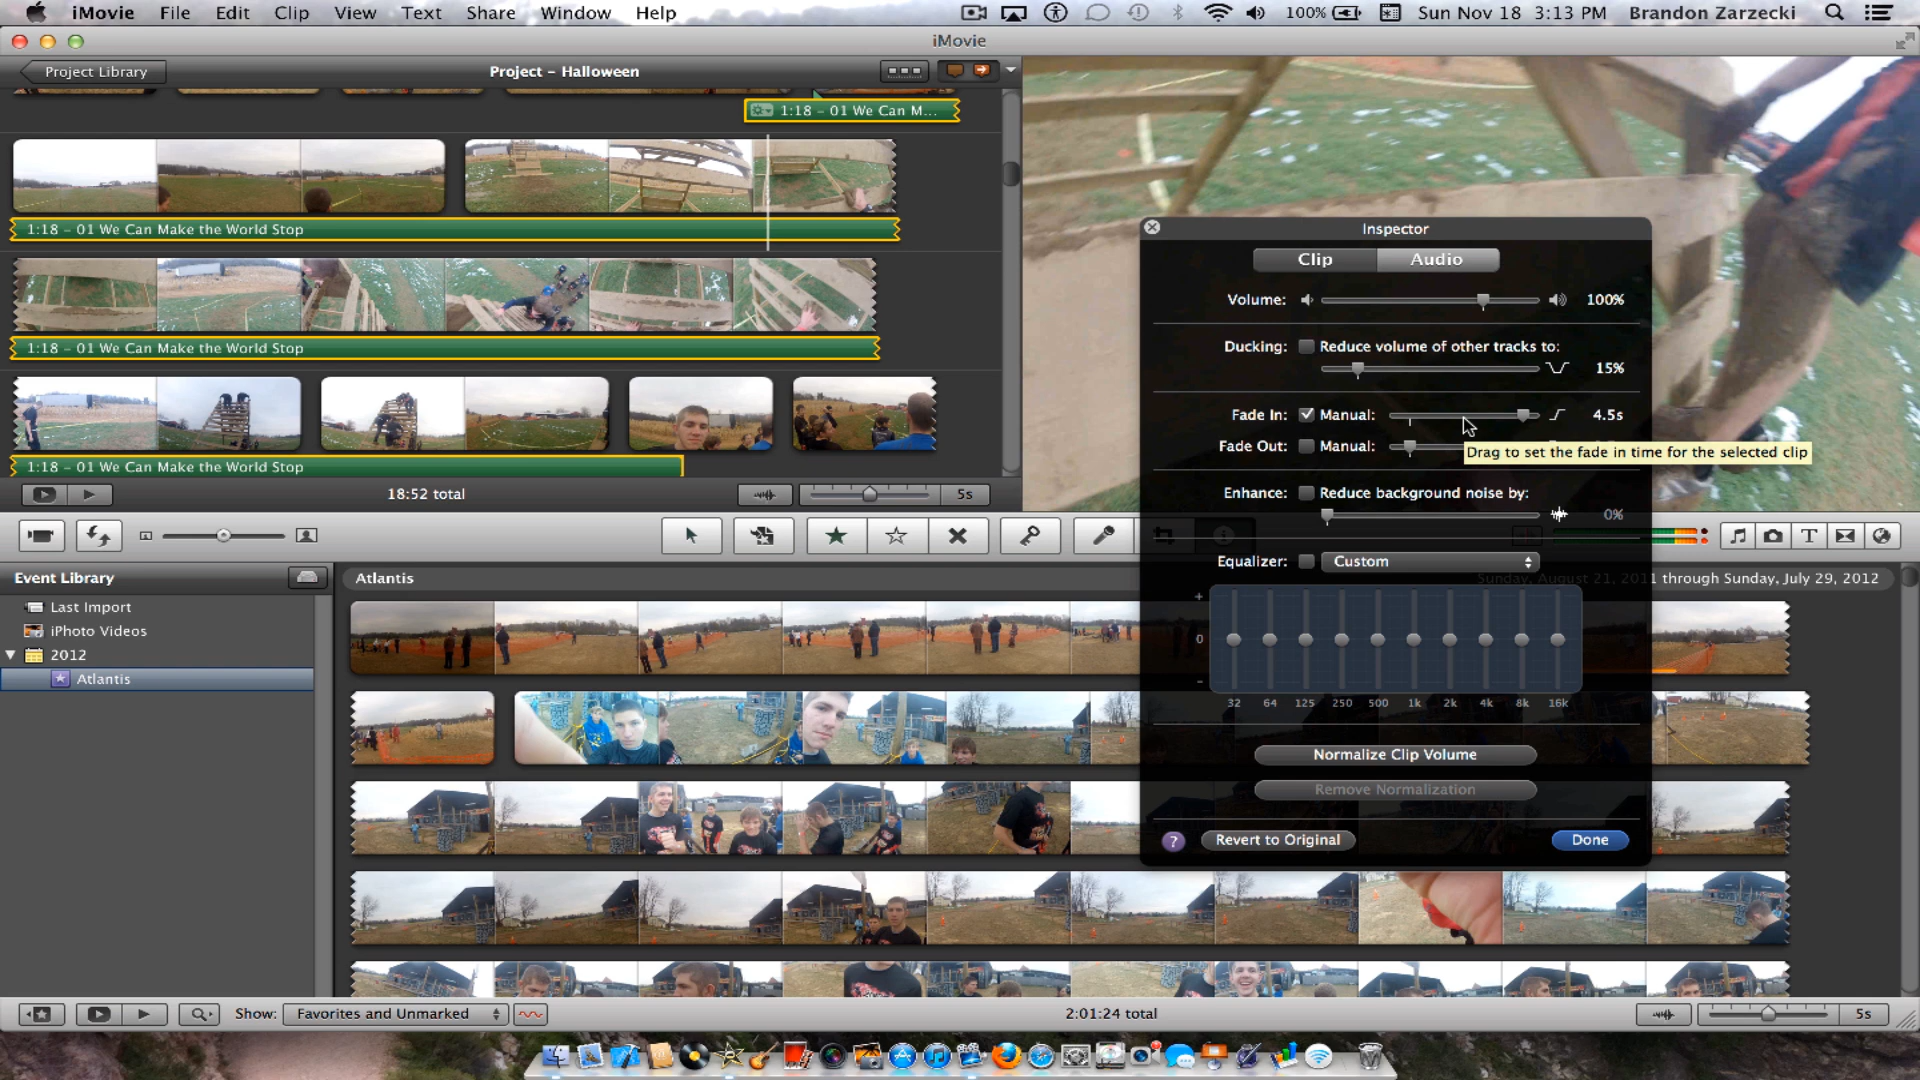 iMovie File Edit Clip View Text Share Window Help 100% Sun Nov 18 3:13 PM Brandon Zarzecki
iMovie
Project Library
Project - Halloween
1:18 - 01 We Can M...
1:18 - 01 We Can Make the World Stop
1:18 - 01 We Can Make the World Stop
1:18 - 01 We Can Make the World Stop
18:52 total
5s
Inspector
Clip Audio
Volume: 100%
Ducking: Reduce volume of other tracks to:
15%
Fade In: Manual: 4.5s
Fade Out: Manual:
Drag to set the fade in time for the selected clip
Enhance: Reduce background noise by:
0%
Equalizer: Custom
+
0
-
32 64 125 250 500 1k 2k 4k 8k 16k
Normalize Clip Volume
Remove Normalization
? Revert to Original Done
T
Event Library
Last Import
iPhoto Videos
2012
Atlantis
Atlantis
Sunday, August 21, 2011 through Sunday, July 29, 2012
Show: Favorites and Unmarked
2:01:24 total
5s